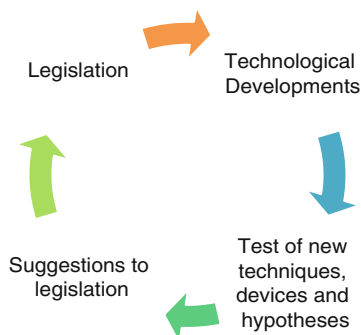 Legislation
Technological
Developments
Test of new
techniques,
devices and
hypotheses
Suggestions to
legislation